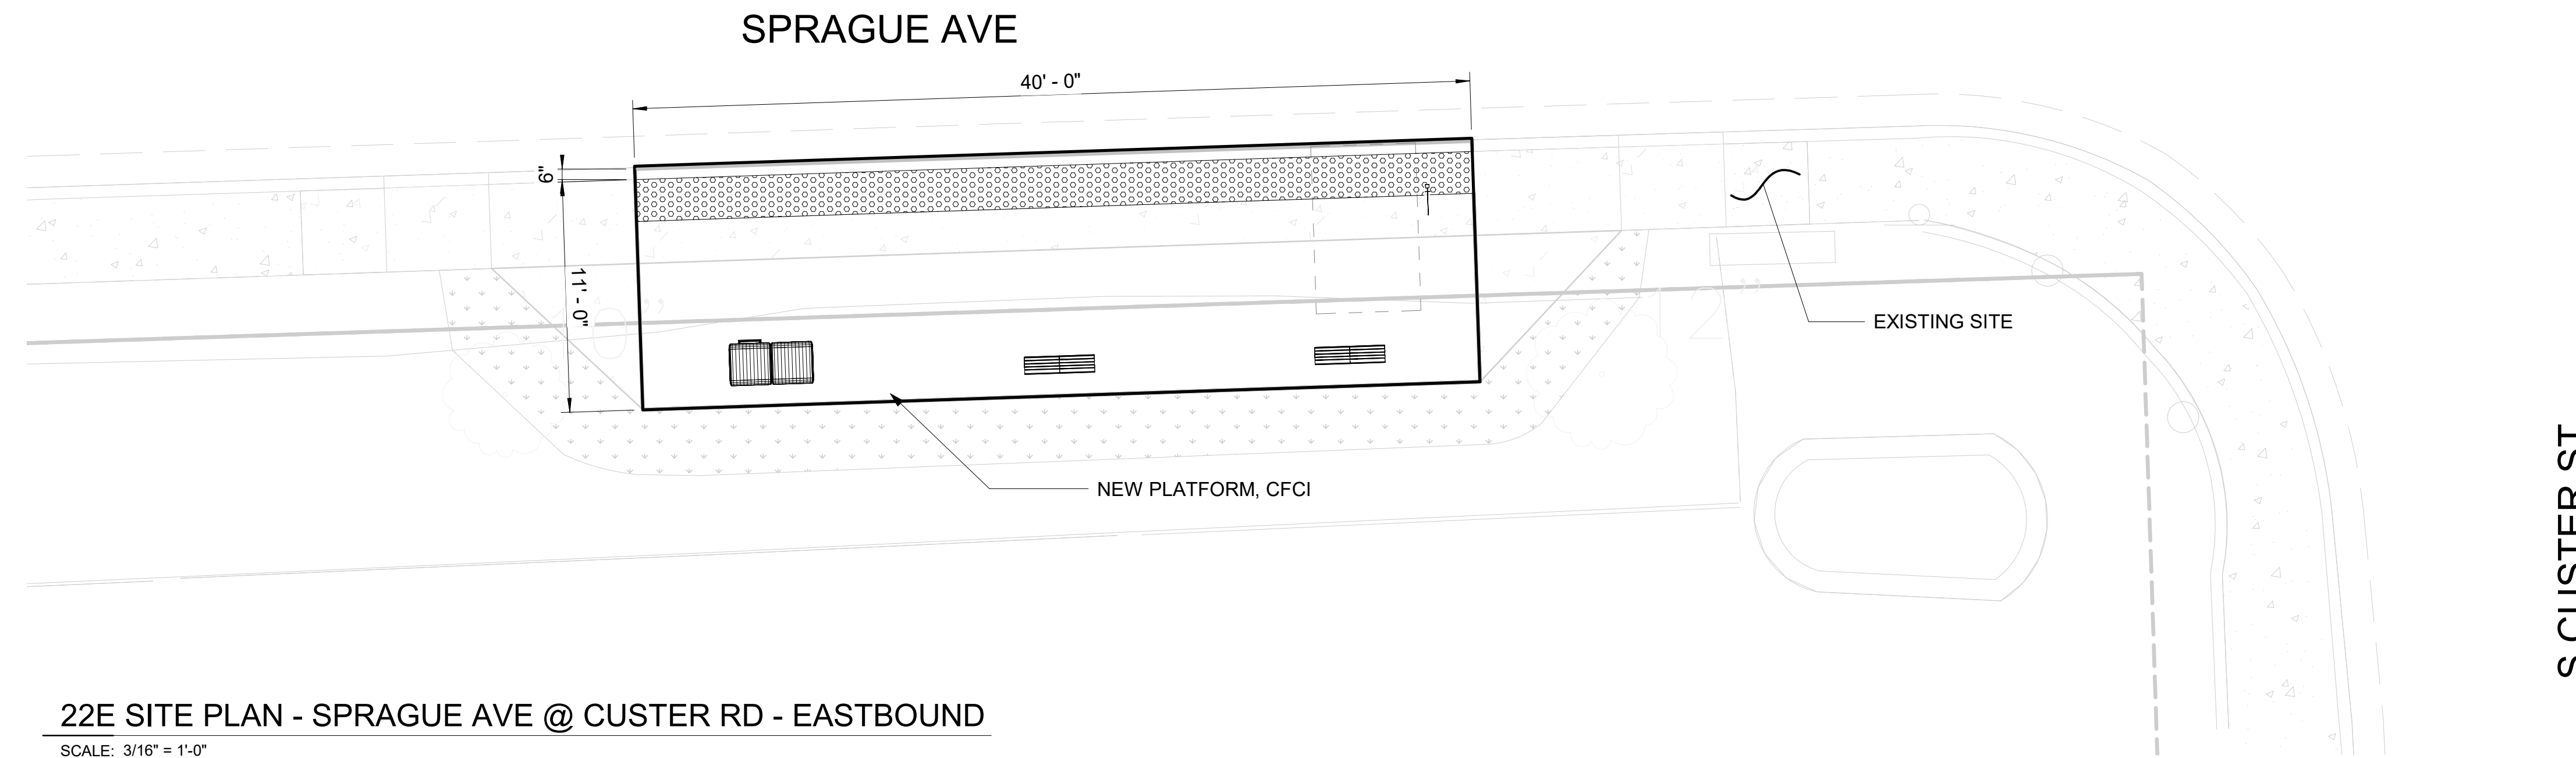 SPRAGUE AVE
40' - 0"
6"
11' - 0"
EXISTING SITE
NEW PLATFORM, CFCI
S CUSTER ST
22E SITE PLAN - SPRAGUE AVE @ CUSTER RD - EASTBOUND
SCALE: 3/16" = 1'-0"